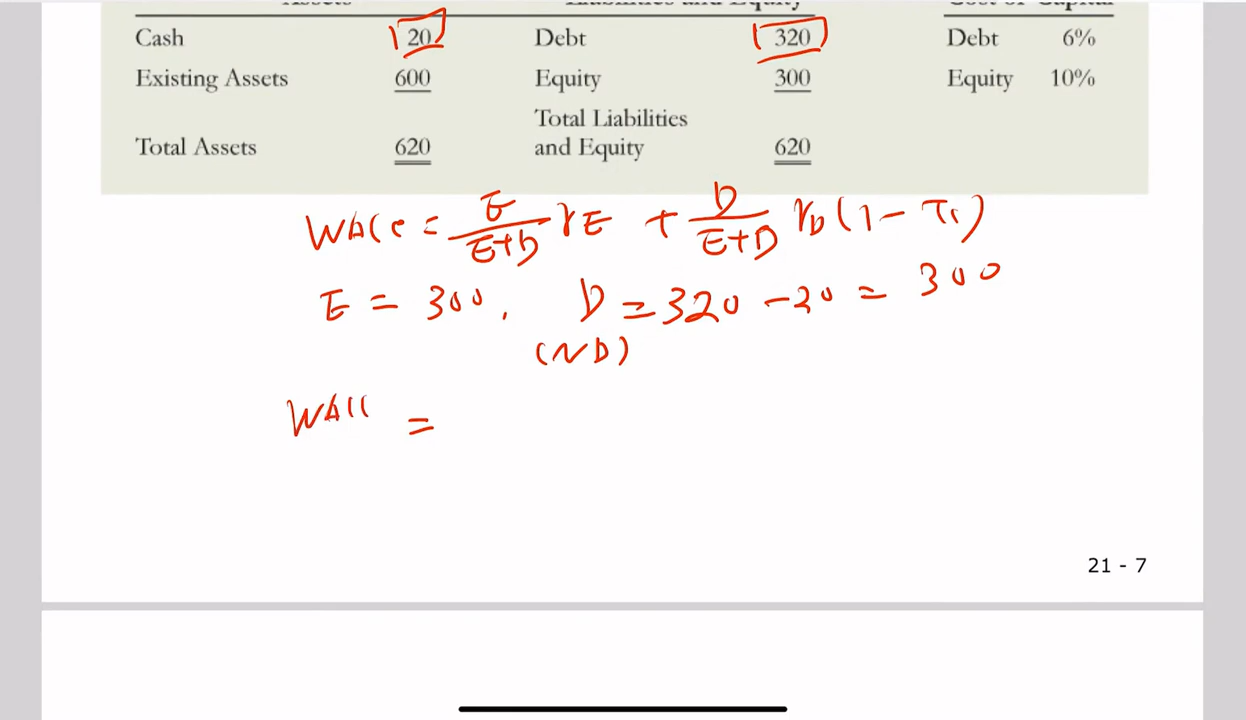 Cash 20 Debt 320 Debt 6%
Existing Assets 600 Equity 300 Equity 10%
Total Liabilities
Total Assets 620 and Equity 620
WACC = E/E+D rE + D/E+D rD (1 - Tc)
E = 300, D = 320 - 20 = 300
(ND)
WACC =
21 - 7